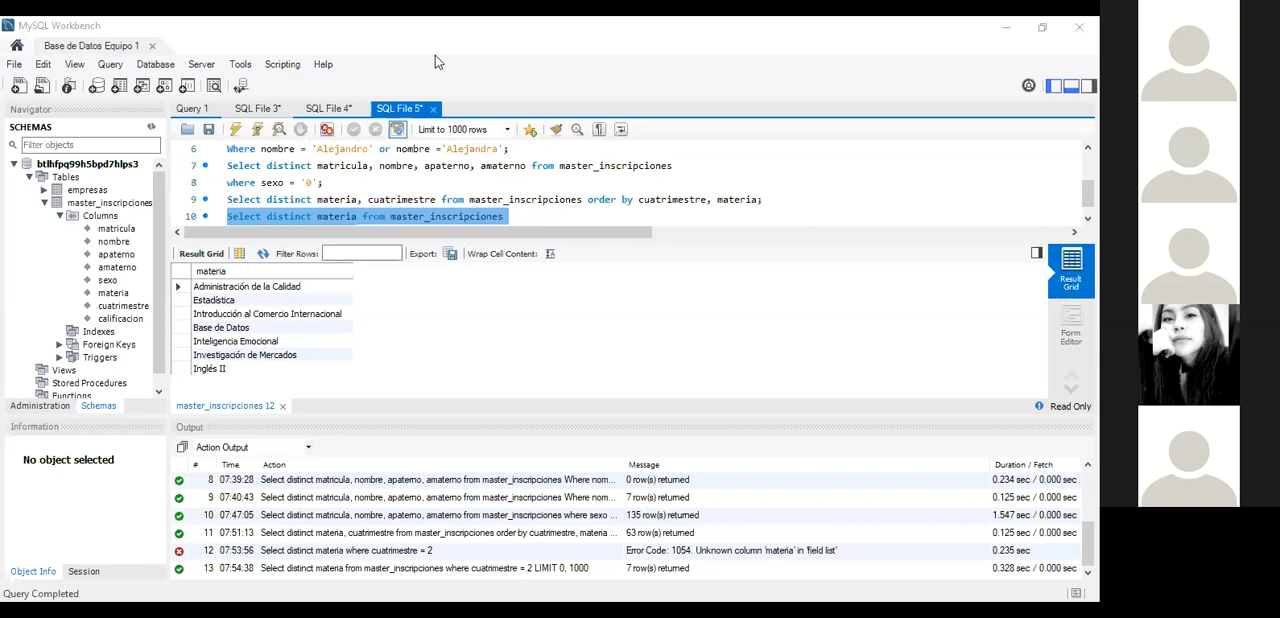 MySQL Workbench
Base de Datos Equipo 1
File Edit View Query Database Server Tools Scripting Help
Navigator
SCHEMAS
Filter objects
btlhfpq99h5bpd7hlps3
Tables
empresas
master_inscripciones
Columns
matricula
nombre
apaterno
amaterno
sexo
materia
cuatrimestre
calificacion
Indexes
Foreign Keys
Triggers
Views
Stored Procedures
Functions
Administration Schemas
Information
No object selected
Object Info Session
Query Completed
Query 1 SQL File 3* SQL File 4* SQL File 5*
Limit to 1000 rows
6 Where nombre = 'Alejandro' or nombre ='Alejandra';
7 Select distinct matricula, nombre, apaterno, amaterno from master_inscripciones
8 where sexo = '0';
9 Select distinct materia, cuatrimestre from master_inscripciones order by cuatrimestre, materia;
10 Select distinct materia from master_inscripciones
Result Grid Filter Rows: Export: Wrap Cell Content:
materia
Administración de la Calidad
Estadística
Introducción al Comercio Internacional
Base de Datos
Inteligencia Emocional
Investigación de Mercados
Inglés II
Result
Grid
Form
Editor
master_inscripciones 12
Read Only
Output
Action Output
# Time Action Message Duration / Fetch
8 07:39:28 Select distinct matricula, nombre, apaterno, amaterno from master_inscripciones Where nom... 0 row(s) returned 0.234 sec / 0.000 sec
9 07:40:43 Select distinct matricula, nombre, apaterno, amaterno from master_inscripciones Where nom... 7 row(s) returned 0.125 sec / 0.000 sec
10 07:47:05 Select distinct matricula, nombre, apaterno, amaterno from master_inscripciones where sexo ... 135 row(s) returned 1.547 sec / 0.000 sec
11 07:51:13 Select distinct materia, cuatrimestre from master_inscripciones order by cuatrimestre, materia ... 63 row(s) returned 0.125 sec / 0.000 sec
12 07:53:56 Select distinct materia where cuatrimestre = 2 Error Code: 1054. Unknown column 'materia' in 'field list' 0.235 sec
13 07:54:38 Select distinct materia from master_inscripciones where cuatrimestre = 2 LIMIT 0, 1000 7 row(s) returned 0.328 sec / 0.000 sec